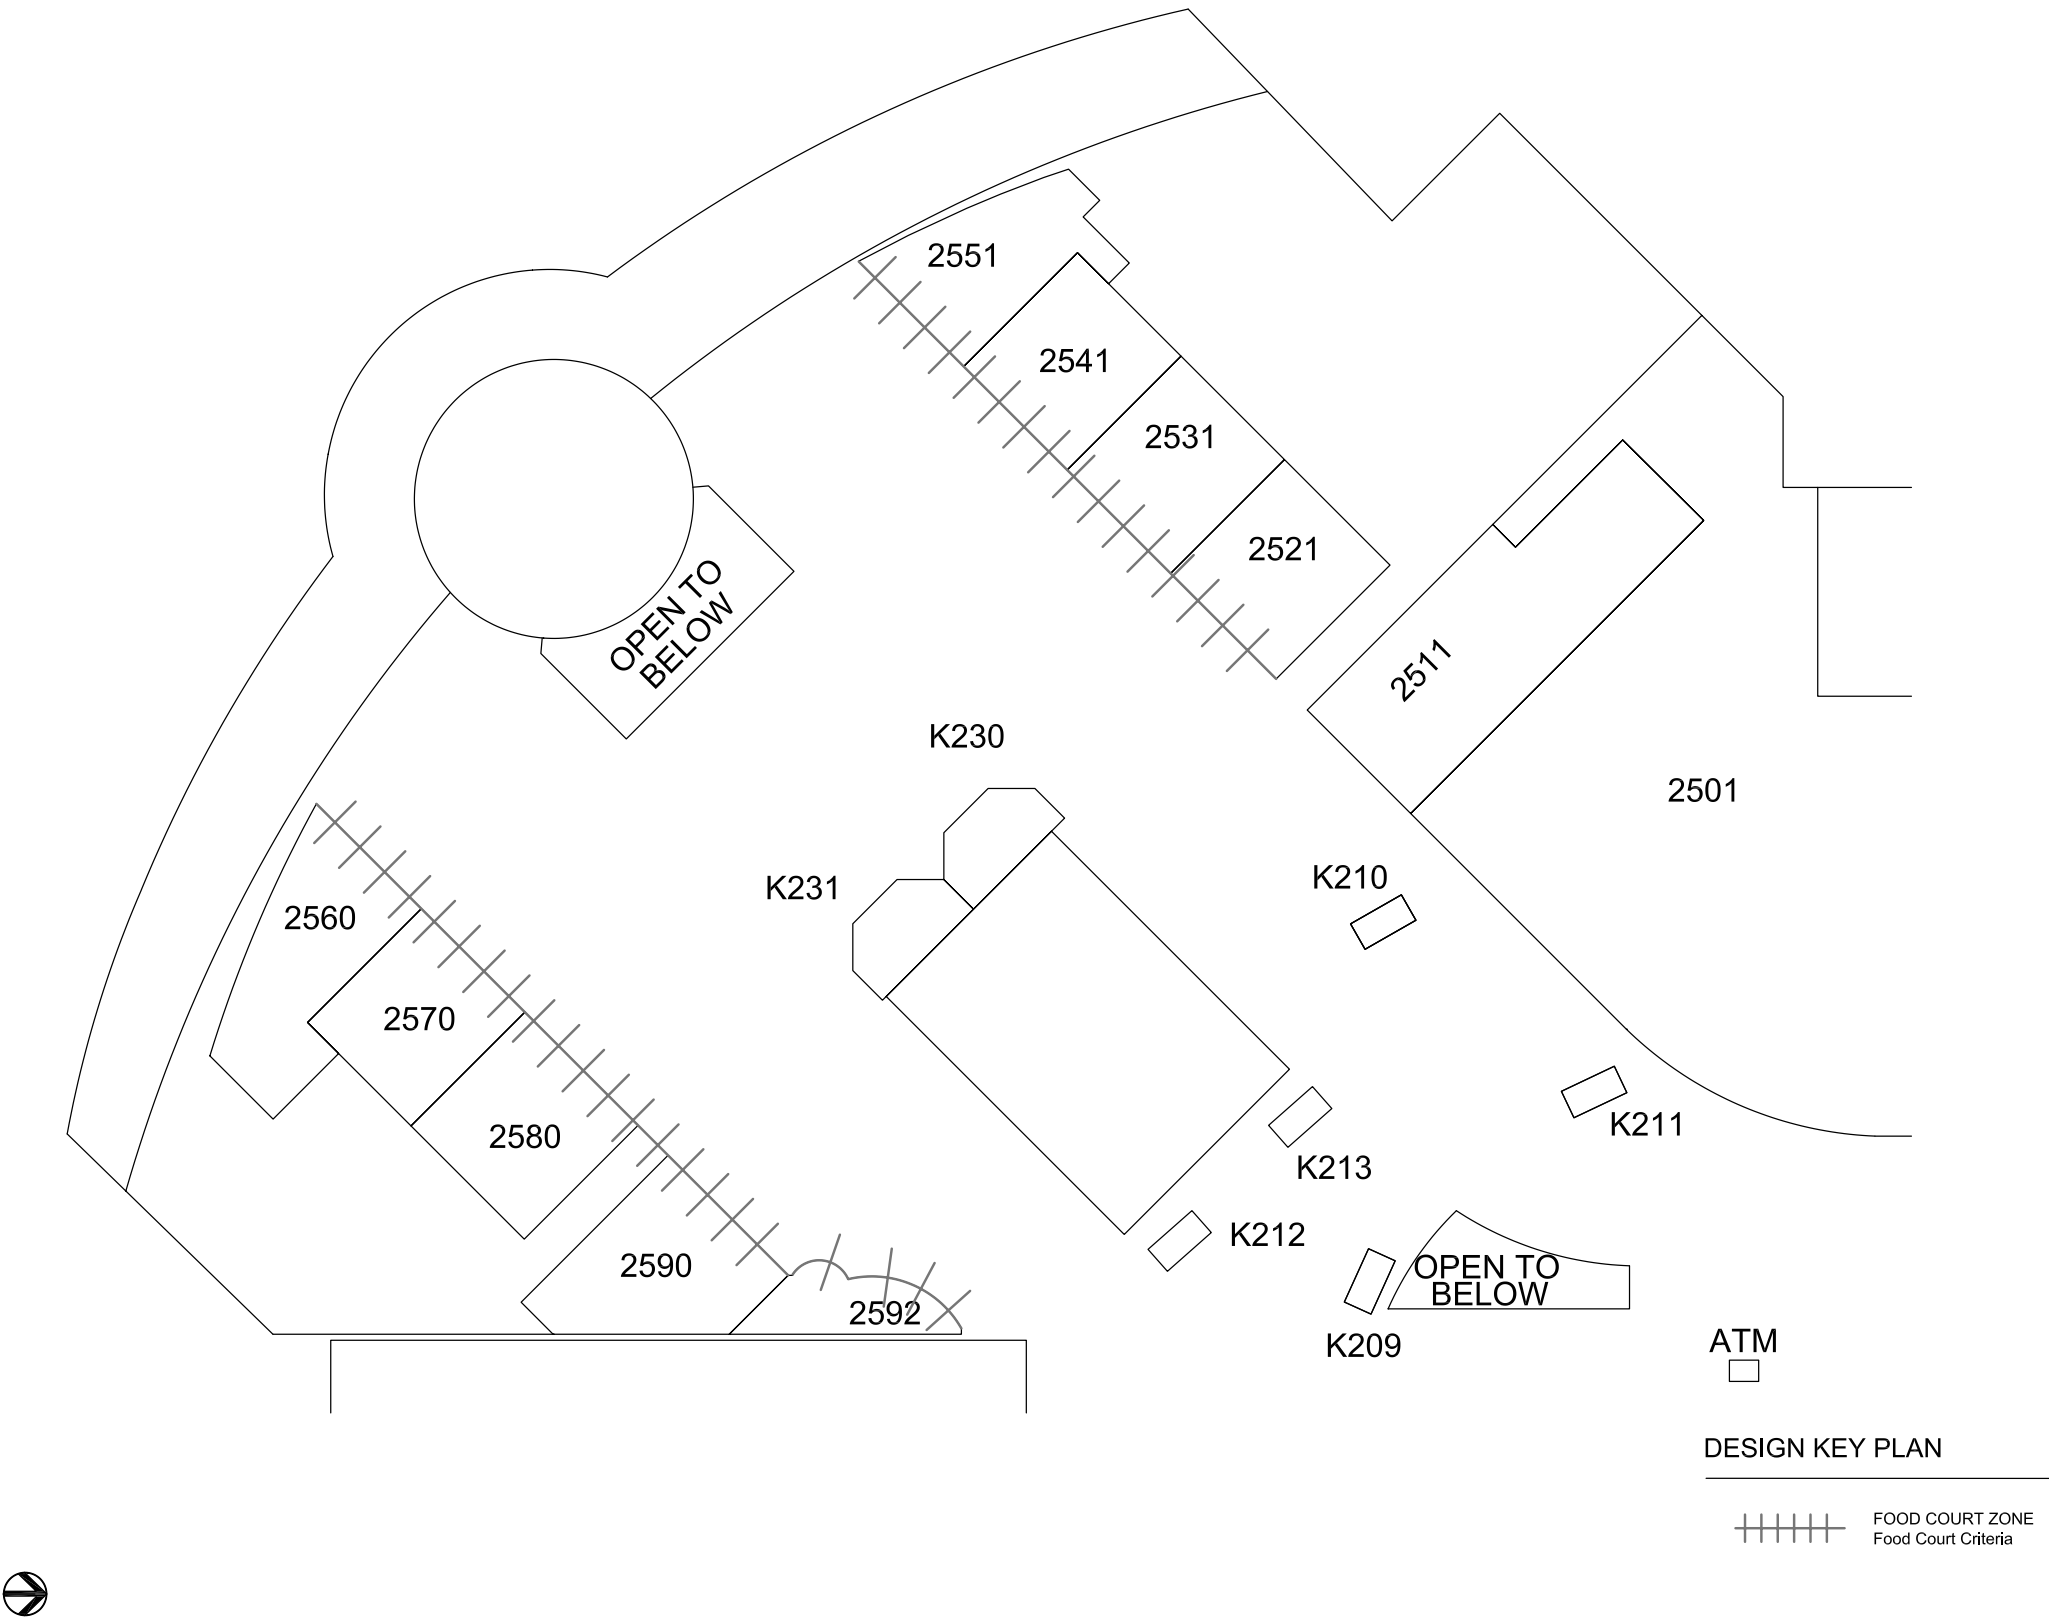 2551
2541
2531
2521
OPEN TO
BELOW
2511
K230
2501
K231
K210
2560
2570
2580
K211
K213
K212
2590
2592
OPEN TO
BELOW
K209
ATM
DESIGN KEY PLAN
FOOD COURT ZONE
Food Court Criteria